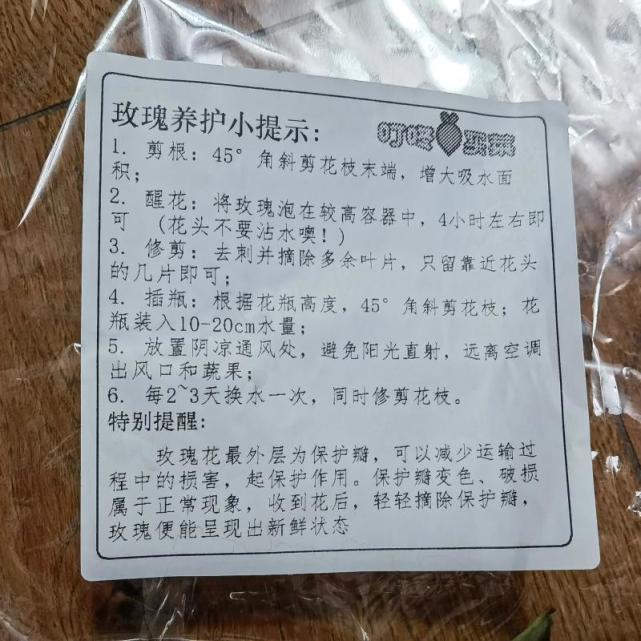 玫瑰养护小提示:
叮咚买菜
1. 剪根: 45° 角斜剪花枝末端, 增大吸水面
积;
2. 醒花: 将玫瑰泡在较高容器中, 4小时左右即
可 (花头不要沾水噢!)
3. 修剪: 去刺并摘除多余叶片, 只留靠近花头
的几片即可;
4. 插瓶: 根据花瓶高度, 45° 角斜剪花枝; 花
瓶装入10-20cm水量;
5. 放置阴凉通风处, 避免阳光直射, 远离空调
出风口和蔬果;
6. 每2~3天换水一次, 同时修剪花枝。
特别提醒:
玫瑰花最外层为保护瓣, 可以减少运输过
程中的损害, 起保护作用。保护瓣变色、破损
属于正常现象, 收到花后, 轻轻摘除保护瓣,
玫瑰便能呈现出新鲜状态